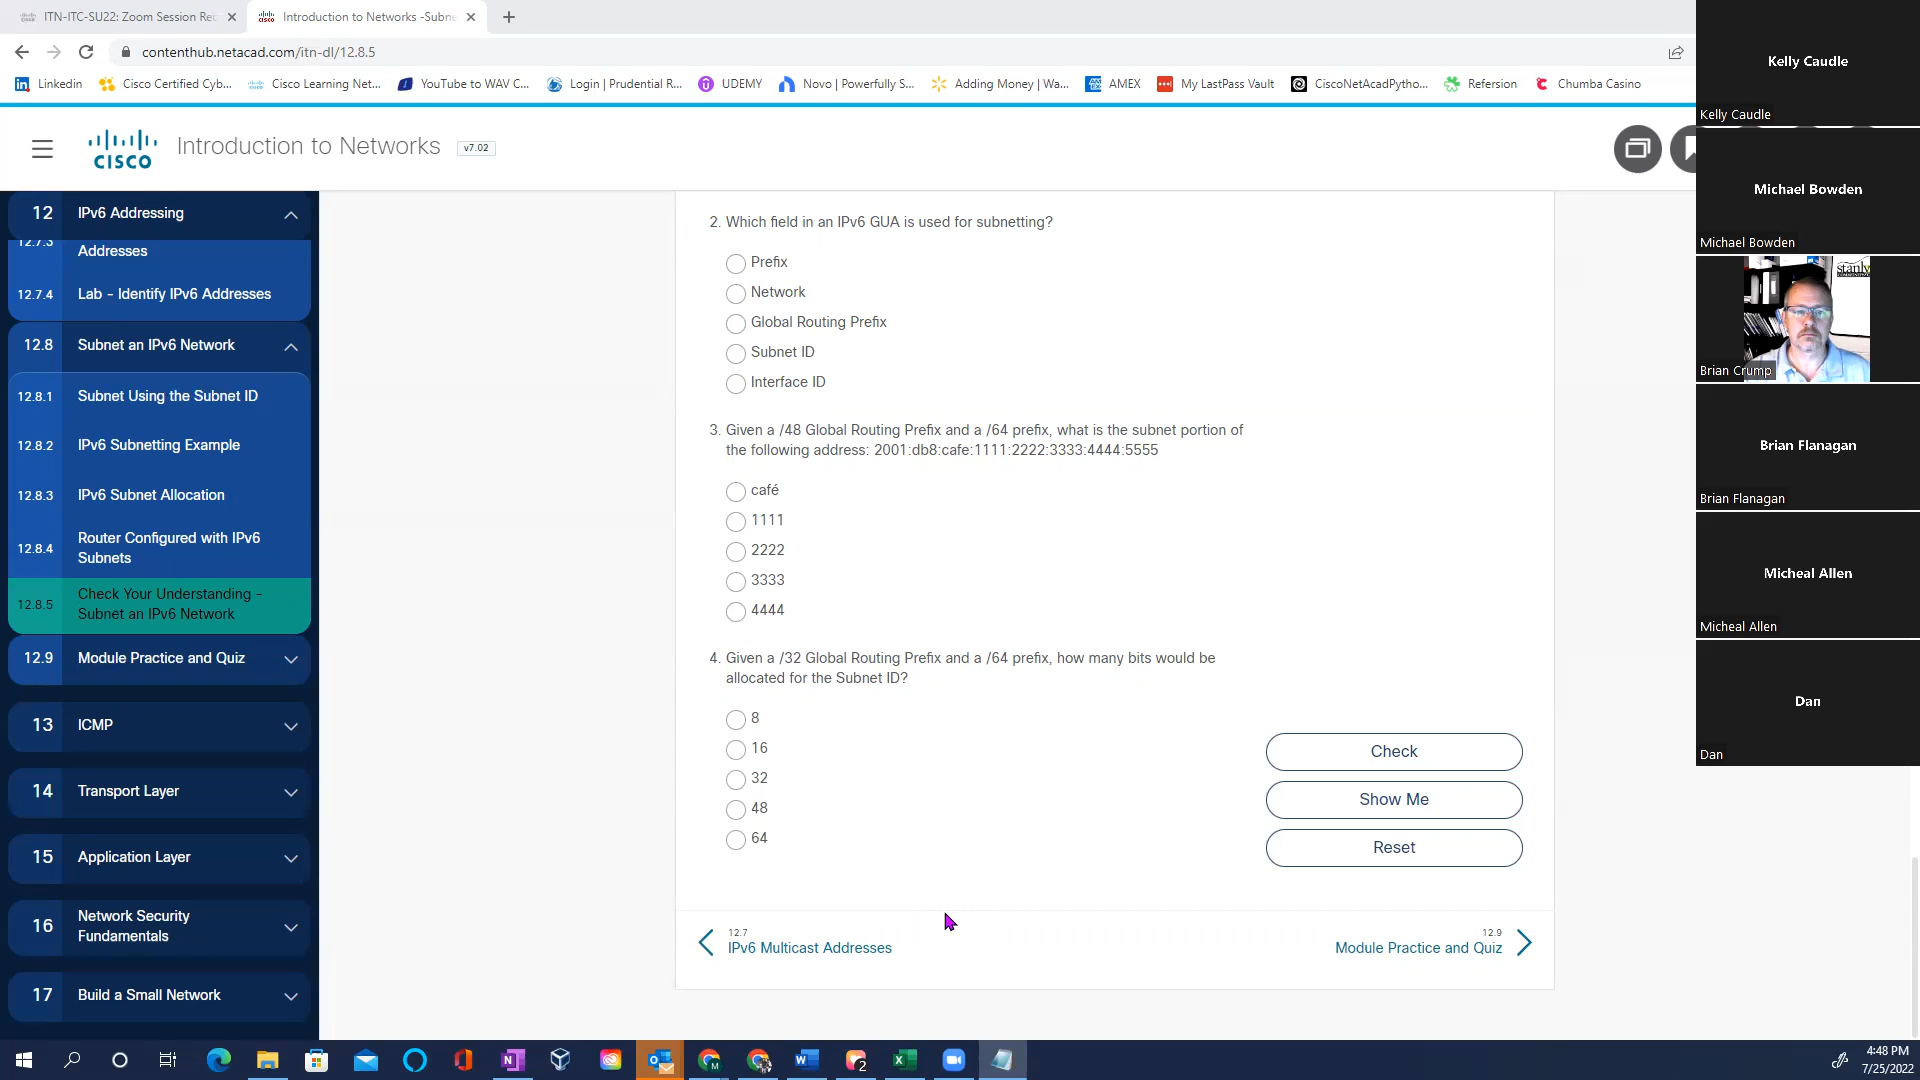 ITN-ITC-SU22: Zoom Session Rec
Introduction to Networks -Subne
contenthub.netacad.com/itn-dl/12.8.5
Linkedin
Cisco Certified Cyb...
Cisco Learning Net...
YouTube to WAV C...
Login | Prudential R...
UDEMY
Novo | Powerfully S...
Adding Money | Wa...
AMEX
My LastPass Vault
CiscoNetAcadPytho...
Refersion
Chumba Casino
CISCO
Introduction to Networks
v7.02
12 IPv6 Addressing
12.7.3
Addresses
12.7.4 Lab - Identify IPv6 Addresses
12.8 Subnet an IPv6 Network
12.8.1 Subnet Using the Subnet ID
12.8.2 IPv6 Subnetting Example
12.8.3 IPv6 Subnet Allocation
12.8.4 Router Configured with IPv6
Subnets
12.8.5 Check Your Understanding -
Subnet an IPv6 Network
12.9 Module Practice and Quiz
13 ICMP
14 Transport Layer
15 Application Layer
16 Network Security
Fundamentals
17 Build a Small Network
2. Which field in an IPv6 GUA is used for subnetting?
Prefix
Network
Global Routing Prefix
Subnet ID
Interface ID
3. Given a /48 Global Routing Prefix and a /64 prefix, what is the subnet portion of
the following address: 2001:db8:cafe:1111:2222:3333:4444:5555
café
1111
2222
3333
4444
4. Given a /32 Global Routing Prefix and a /64 prefix, how many bits would be
allocated for the Subnet ID?
8
16
32
48
64
Check
Show Me
Reset
12.7
IPv6 Multicast Addresses
12.9
Module Practice and Quiz
Kelly Caudle
Kelly Caudle
Michael Bowden
Michael Bowden
stanly
Brian Crump
Brian Flanagan
Brian Flanagan
Micheal Allen
Micheal Allen
Dan
Dan
2
4:48 PM
7/25/2022